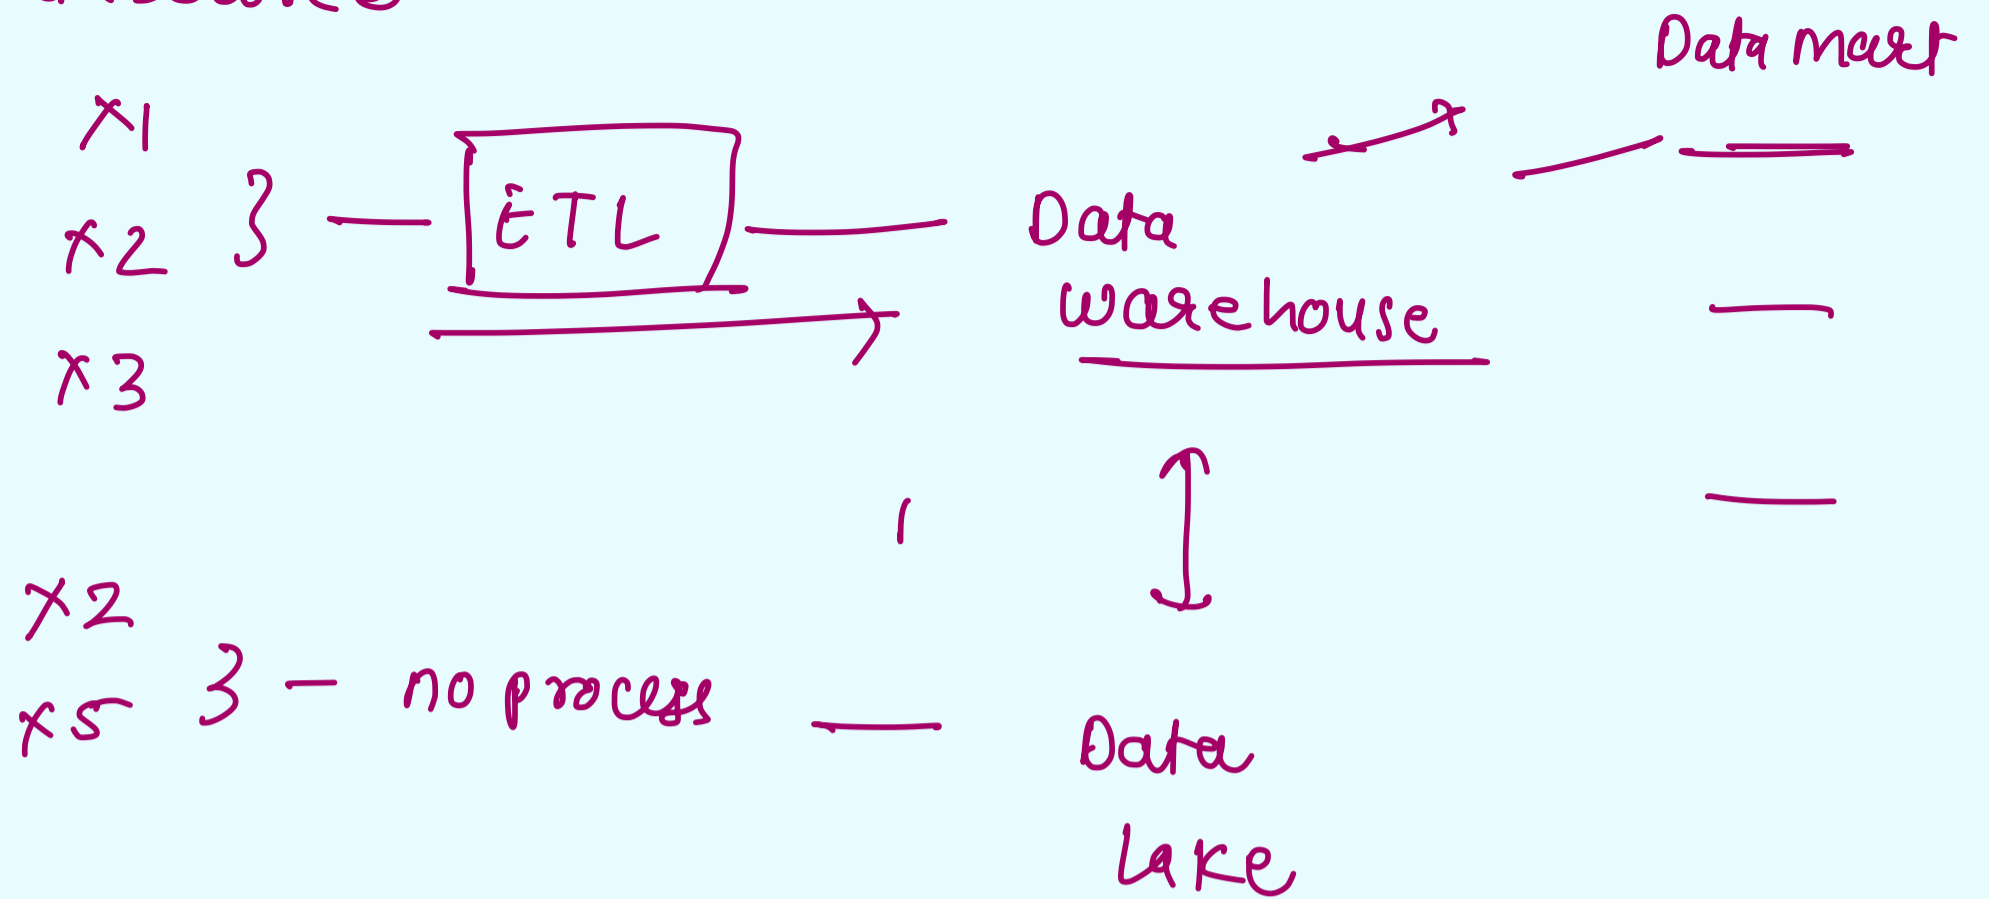 Data mart
X1
X2 } — ETL — Data
warehouse
X3
X2
X5 } — no process — Data
lake